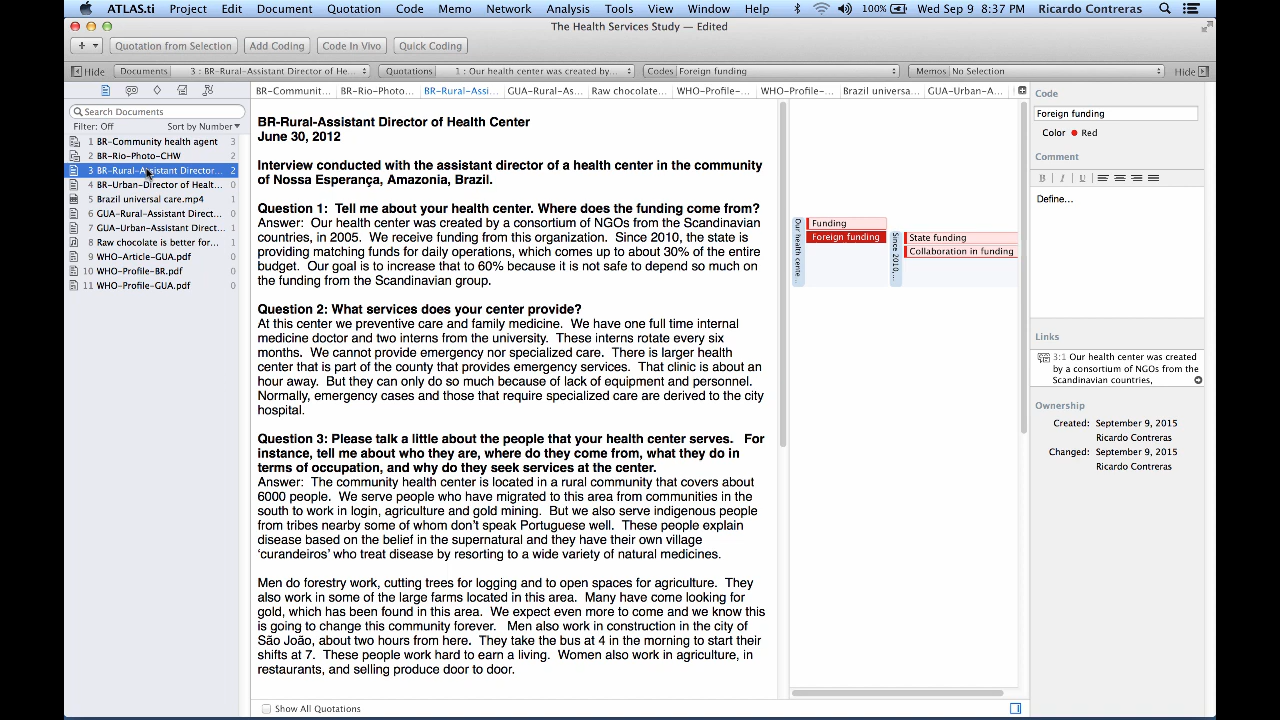 ATLAS.ti Project Edit Document Quotation Code Memo Network Analysis Tools View Window Help 100% Wed Sep 9 8:37 PM Ricardo Contreras
The Health Services Study — Edited
+ Quotation from Selection Add Coding Code In Vivo Quick Coding
Hide Documents 3 : BR-Rural-Assistant Director of He... Quotations 1 : Our health center was created by... Codes Foreign funding Memos No Selection Hide
BR-Communit... BR-Rio-Photo... BR-Rural-Assi... GUA-Rural-As... Raw chocolate... WHO-Profile-... WHO-Profile-... Brazil universa... GUA-Urban-A...
Search Documents
Filter: Off Sort by Number
1 BR-Community health agent 3
2 BR-Rio-Photo-CHW 2
3 BR-Rural-Assistant Director... 2
4 BR-Urban-Director of Healt... 0
5 Brazil universal care.mp4 1
6 GUA-Rural-Assistant Direct... 0
7 GUA-Urban-Assistant Direct... 1
8 Raw chocolate is better for... 1
9 WHO-Article-GUA.pdf 0
10 WHO-Profile-BR.pdf 0
11 WHO-Profile-GUA.pdf 0
BR-Rural-Assistant Director of Health Center
June 30, 2012
Interview conducted with the assistant director of a health center in the community
of Nossa Esperança, Amazonia, Brazil.
Question 1: Tell me about your health center. Where does the funding come from?
Answer: Our health center was created by a consortium of NGOs from the Scandinavian
countries, in 2005. We receive funding from this organization. Since 2010, the state is
providing matching funds for daily operations, which comes up to about 30% of the entire
budget. Our goal is to increase that to 60% because it is not safe to depend so much on
the funding from the Scandinavian group.
Question 2: What services does your center provide?
At this center we preventive care and family medicine. We have one full time internal
medicine doctor and two interns from the university. These interns rotate every six
months. We cannot provide emergency nor specialized care. There is larger health
center that is part of the county that provides emergency services. That clinic is about an
hour away. But they can only do so much because of lack of equipment and personnel.
Normally, emergency cases and those that require specialized care are derived to the city
hospital.
Question 3: Please talk a little about the people that your health center serves. For
instance, tell me about who they are, where do they come from, what they do in
terms of occupation, and why do they seek services at the center.
Answer: The community health center is located in a rural community that covers about
6000 people. We serve people who have migrated to this area from communities in the
south to work in login, agriculture and gold mining. But we also serve indigenous people
from tribes nearby some of whom don't speak Portuguese well. These people explain
disease based on the belief in the supernatural and they have their own village
'curandeiros' who treat disease by resorting to a wide variety of natural medicines.
Men do forestry work, cutting trees for logging and to open spaces for agriculture. They
also work in some of the large farms located in this area. Many have come looking for
gold, which has been found in this area. We expect even more to come and we know this
is going to change this community forever. Men also work in construction in the city of
São João, about two hours from here. They take the bus at 4 in the morning to start their
shifts at 7. These people work hard to earn a living. Women also work in agriculture, in
restaurants, and selling produce door to door.
Show All Quotations
Our health cente...
Funding
Foreign funding
Since 2010,...
State funding
Collaboration in funding
Code
Foreign funding
Color Red
Comment
B I U
Define...
Links
3:1 Our health center was created
by a consortium of NGOs from the
Scandinavian countries,
Ownership
Created: September 9, 2015
Ricardo Contreras
Changed: September 9, 2015
Ricardo Contreras